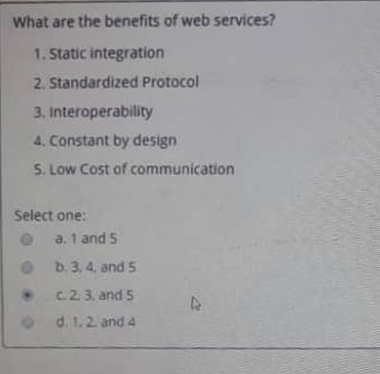 What are the benefits of web services?
1. Static integration
2. Standardized Protocol
3. Interoperability
4. Constant by design
5. Low Cost of communication
Select one:
a. 1 and 5
b. 3, 4, and 5
c. 2, 3, and 5
d. 1, 2, and 4